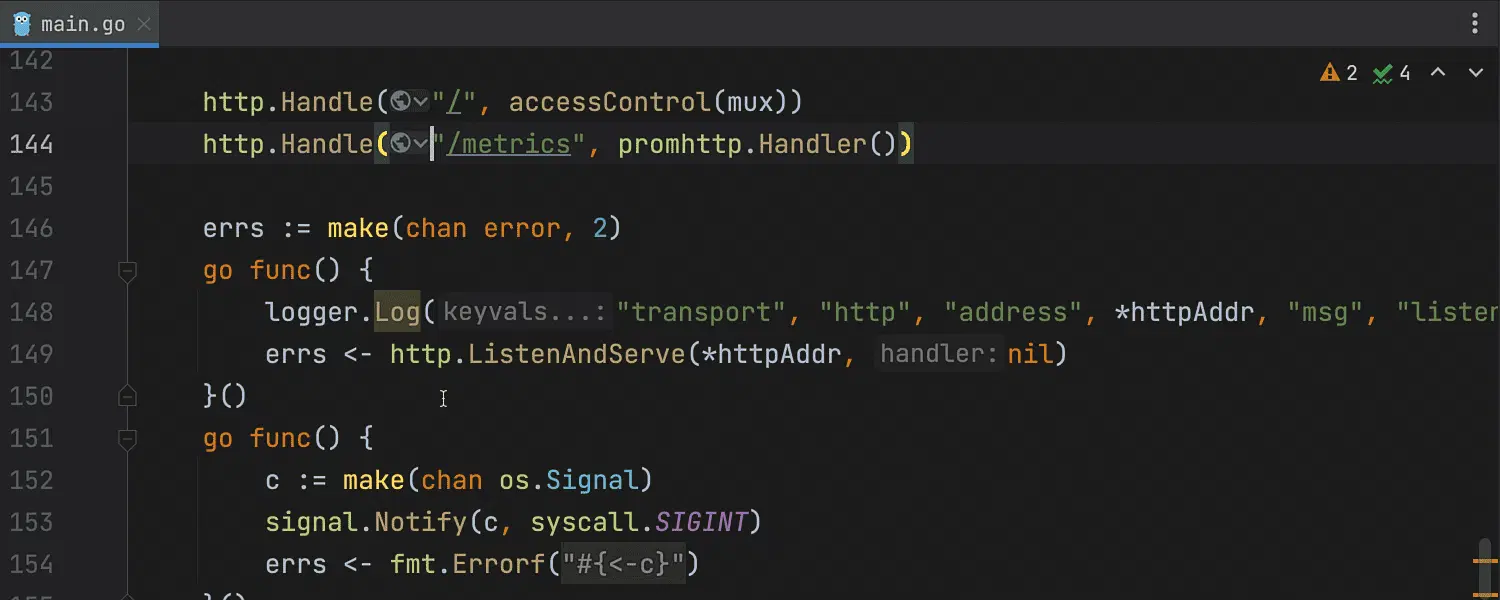 main.go
2 4
142
143 http.Handle("/", accessControl(mux))
144 http.Handle("/metrics", promhttp.Handler())
145
146 errs := make(chan error, 2)
147 go func() {
148 logger.Log(keyvals...: "transport", "http", "address", *httpAddr, "msg", "listen
149 errs <- http.ListenAndServe(*httpAddr, handler: nil)
150 }()
151 go func() {
152 c := make(chan os.Signal)
153 signal.Notify(c, syscall.SIGINT)
154 errs <- fmt.Errorf("#{<-c}")
155 }()